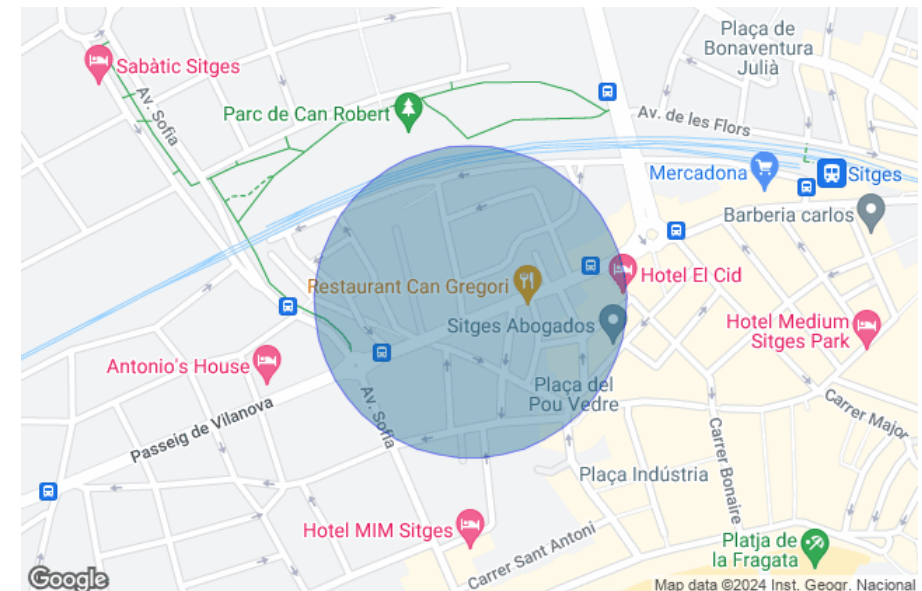 Plaça de
Bonaventura
Julià
Sabàtic Sitges
Av. Sofia
Parc de Can Robert
Av. de les Flors
Mercadona
Sitges
Barberia carlos
Hotel El Cid
Restaurant Can Gregori
Sitges Abogados
Hotel Medium
Sitges Park
Antonio's House
Plaça del
Pou Vedre
Av. Sofia
Passeig de Vilanova
Carrer Major
Carrer Bonaire
Plaça Indústria
Hotel MIM Sitges
Carrer Sant Antoni
Platja de
la Fragata
Google
Map data ©2024 Inst. Geogr. Nacional